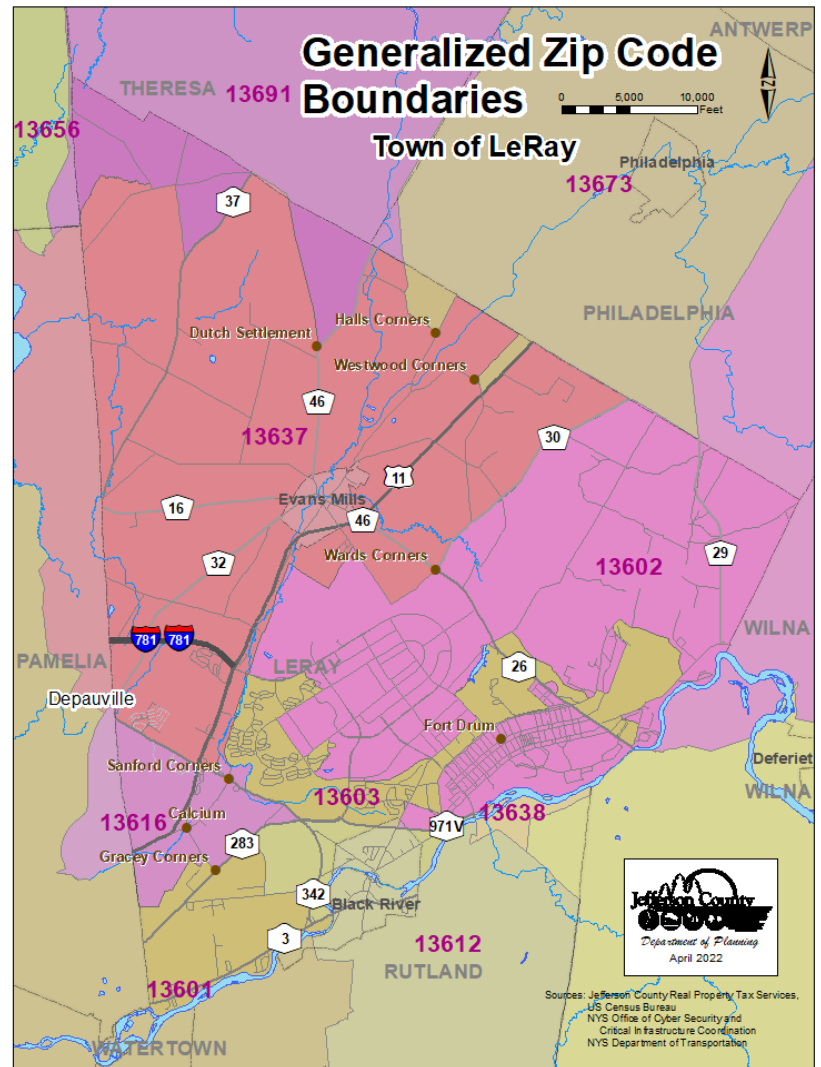 ANTWERP
Generalized Zip Code
Boundaries
Town of LeRay
0 5,000 10,000
Feet
N
THERESA
13691
13656
Philadelphia
13673
37
PHILADELPHIA
Halls Corners
Dutch Settlement
Westwood Corners
46
13637
30
11
Evans Mills
16
46
29
Wards Corners
32
13602
781 781
WILNA
PAMELIA
LERAY
26
Depauville
Fort Drum
Deferiet
Sanford Corners
WILNA
13603
13638
13616
Calcium
971V
283
Gracey Corners
342
Black River
3
13612
RUTLAND
13601
WATERTOWN
Jefferson County
Department of Planning
April 2022
Sources: Jefferson County Real Property Tax Services,
US Census Bureau
NYS Office of Cyber Security and
Critical Infrastructure Coordination
NYS Department of Transportation